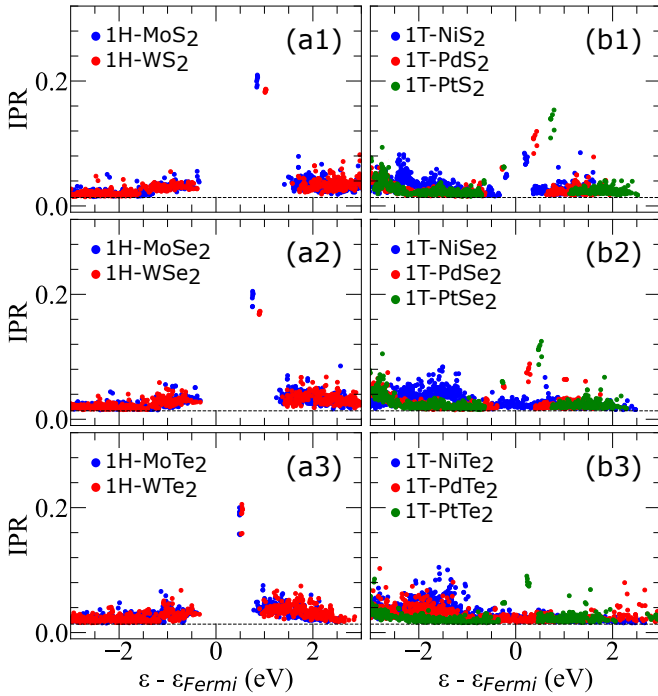 1H-MoS2
1H-WS2
(a1)
1T-NiS2
1T-PdS2
1T-PtS2
(b1)
IPR
0.2
0.0
1H-MoSe2
1H-WSe2
(a2)
1T-NiSe2
1T-PdSe2
1T-PtSe2
(b2)
IPR
0.2
0.0
1H-MoTe2
1H-WTe2
(a3)
1T-NiTe2
1T-PdTe2
1T-PtTe2
(b3)
IPR
0.2
0.0
−2 0 2 −2 0 2
ε - εFermi (eV) ε - εFermi (eV)